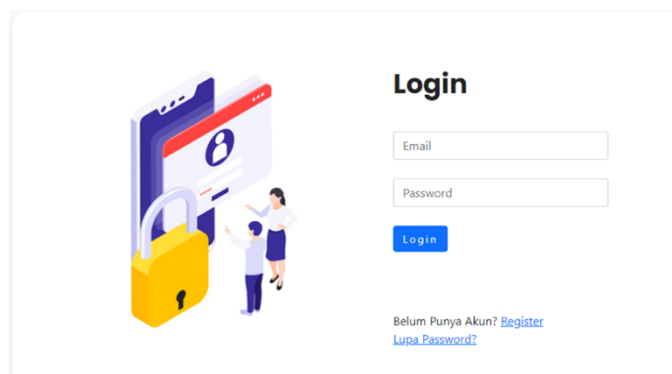 Login
Email
Password
Login
Belum Punya Akun? Register
Lupa Password?